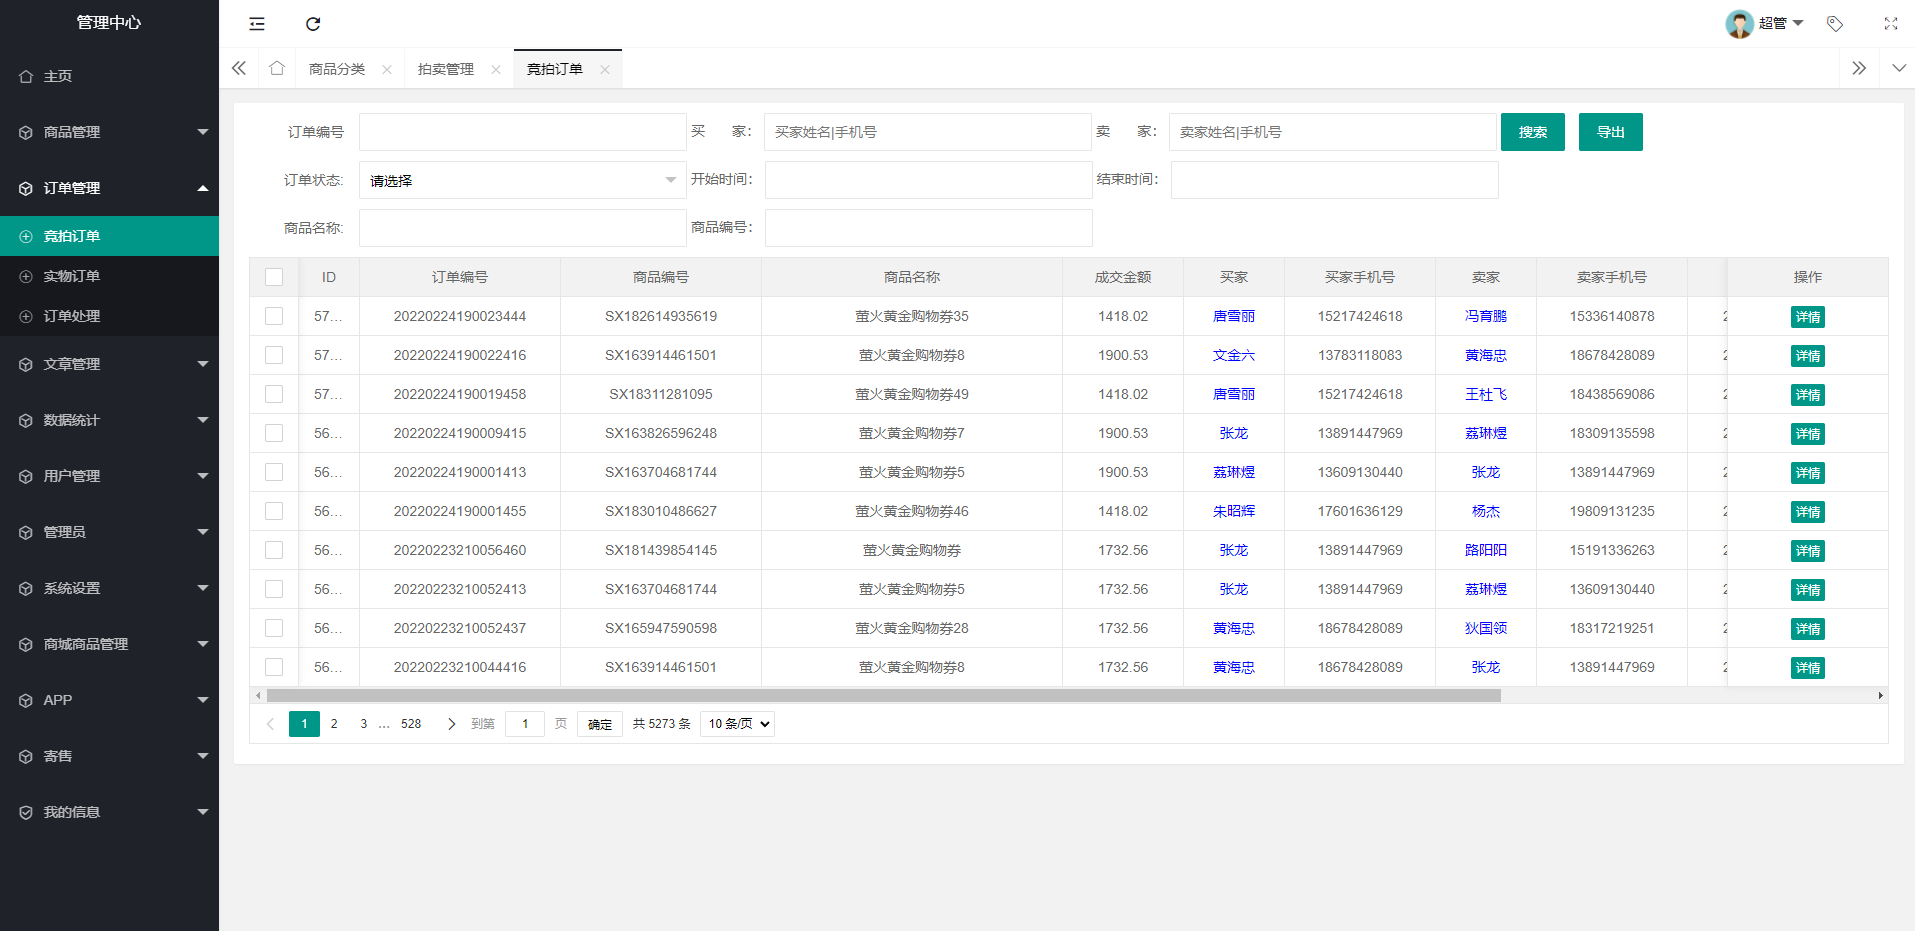 管理中心
主页
商品管理
订单管理
竞拍订单
实物订单
订单处理
文章管理
数据统计
用户管理
管理员
系统设置
商城商品管理
APP
寄售
我的信息
超管
商品分类
拍卖管理
竞拍订单
订单编号 买 家: 买家姓名|手机号 卖 家: 卖家姓名|手机号 搜索 导出
订单状态: 请选择 开始时间: 结束时间:
商品名称: 商品编号:
ID 订单编号 商品编号 商品名称 成交金额 买家 买家手机号 卖家 卖家手机号 操作
57... 20220224190023444 SX182614935619 萤火黄金购物券35 1418.02 唐雪丽 15217424618 冯育鹏 15336140878 详情
57... 20220224190022416 SX163914461501 萤火黄金购物券8 1900.53 文金六 13783118083 黄海忠 18678428089 详情
57... 20220224190019458 SX18311281095 萤火黄金购物券49 1418.02 唐雪丽 15217424618 王杜飞 18438569086 详情
56... 20220224190009415 SX163826596248 萤火黄金购物券7 1900.53 张龙 13891447969 荔琳煜 18309135598 详情
56... 20220224190001413 SX163704681744 萤火黄金购物券5 1900.53 荔琳煜 13609130440 张龙 13891447969 详情
56... 20220224190001455 SX183010486627 萤火黄金购物券46 1418.02 朱昭辉 17601636129 杨杰 19809131235 详情
56... 20220223210056460 SX181439854145 萤火黄金购物券 1732.56 张龙 13891447969 路阳阳 15191336263 详情
56... 20220223210052413 SX163704681744 萤火黄金购物券5 1732.56 张龙 13891447969 荔琳煜 13609130440 详情
56... 20220223210052437 SX165947590598 萤火黄金购物券28 1732.56 黄海忠 18678428089 狄国领 18317219251 详情
56... 20220223210044416 SX163914461501 萤火黄金购物券8 1732.56 黄海忠 18678428089 张龙 13891447969 详情
1 2 3 ... 528 到第 1 页 确定 共 5273 条 10 条/页